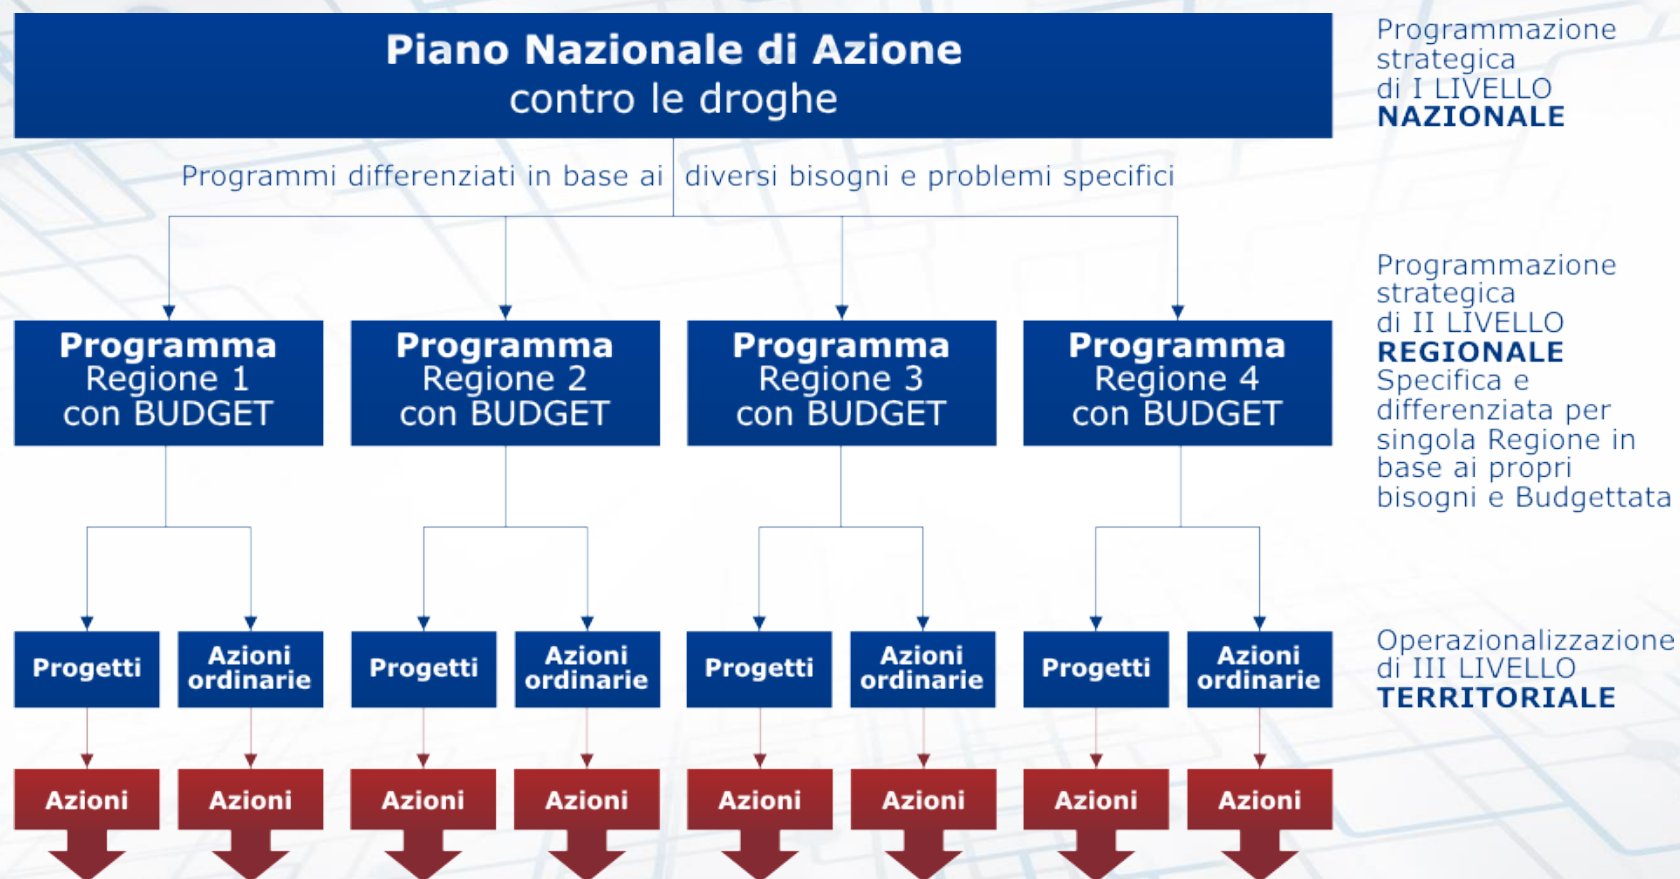 Piano Nazionale di Azione
contro le droghe
Programmazione
strategica
di I LIVELLO
NAZIONALE
Programmi differenziati in base ai diversi bisogni e problemi specifici
Programma
Regione 1
con BUDGET
Programma
Regione 2
con BUDGET
Programma
Regione 3
con BUDGET
Programma
Regione 4
con BUDGET
Programmazione
strategica
di II LIVELLO
REGIONALE
Specifica e
differenziata per
singola Regione in
base ai propri
bisogni e Budgettata
Progetti
Azioni
ordinarie
Progetti
Azioni
ordinarie
Progetti
Azioni
ordinarie
Progetti
Azioni
ordinarie
Operazionalizzazione
di III LIVELLO
TERRITORIALE
Azioni
Azioni
Azioni
Azioni
Azioni
Azioni
Azioni
Azioni